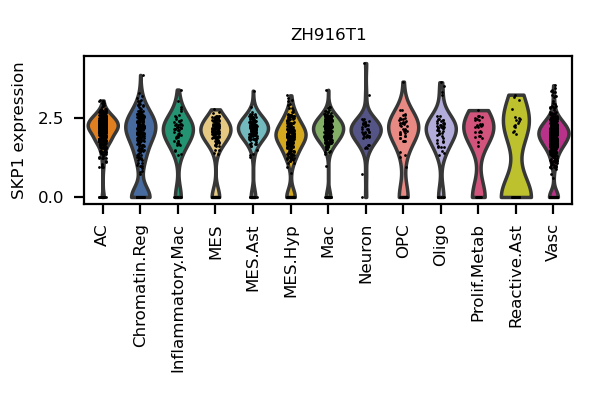 ZH916T1
SKP1 expression
2.5
0.0
AC
Chromatin.Reg
Inflammatory.Mac
MES
MES.Ast
MES.Hyp
Mac
Neuron
OPC
Oligo
Prolif.Metab
Reactive.Ast
Vasc